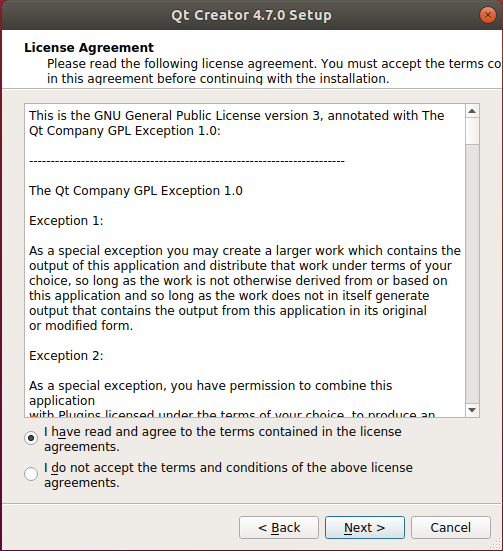 Qt Creator 4.7.0 Setup
License Agreement
Please read the following license agreement. You must accept the terms co
in this agreement before continuing with the installation.
This is the GNU General Public License version 3, annotated with The
Qt Company GPL Exception 1.0:
-------------------------------------------------------------------------
The Qt Company GPL Exception 1.0
Exception 1:
As a special exception you may create a larger work which contains the
output of this application and distribute that work under terms of your
choice, so long as the work is not otherwise derived from or based on
this application and so long as the work does not in itself generate
output that contains the output from this application in its original
or modified form.
Exception 2:
As a special exception, you have permission to combine this
application
with Plugins licensed under the terms of your choice, to produce an
I have read and agree to the terms contained in the license
agreements.
I do not accept the terms and conditions of the above license
agreements.
< Back
Next >
Cancel